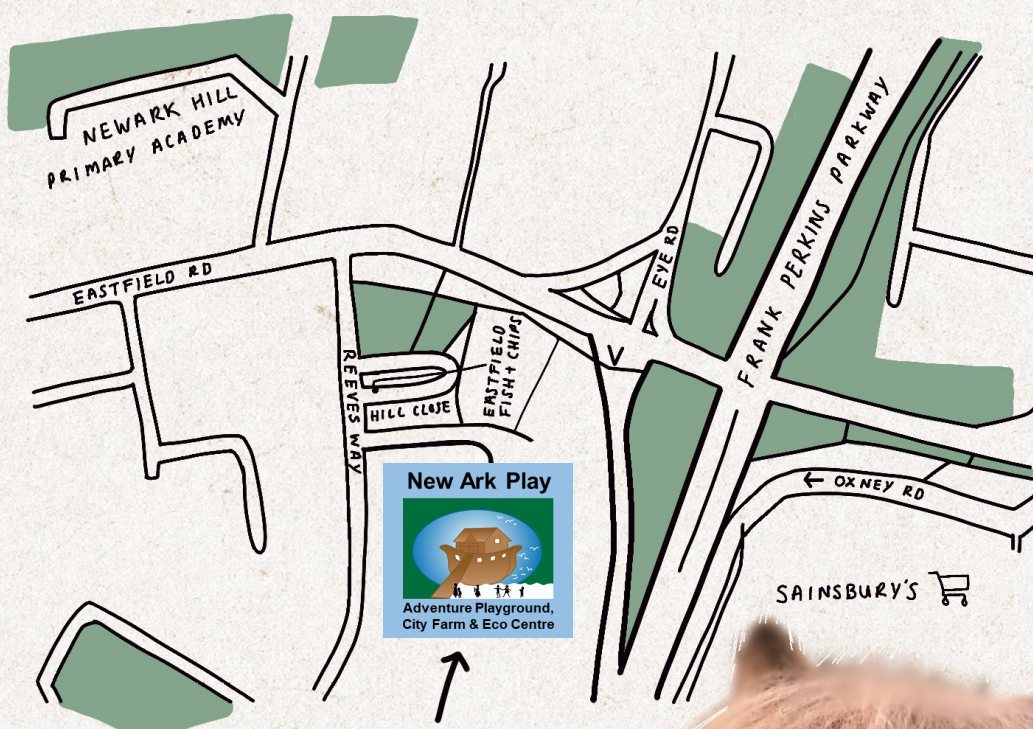 NEWARK HILL
PRIMARY ACADEMY
FRANK PERKINS PARKWAY
EYE RD
EASTFIELD RD
REEVES WAY
EASTFIELD
FISH + CHIPS
HILL CLOSE
New Ark Play
Adventure Playground,
City Farm & Eco Centre
← OXNEY RD
SAINSBURY'S